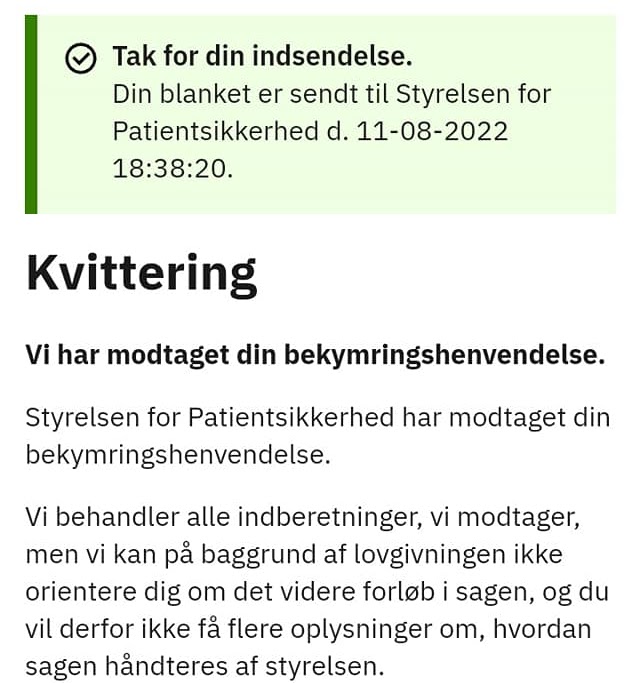 Tak for din indsendelse.
Din blanket er sendt til Styrelsen for
Patientsikkerhed d. 11-08-2022
18:38:20.
Kvittering
Vi har modtaget din bekymringshenvendelse.
Styrelsen for Patientsikkerhed har modtaget din
bekymringshenvendelse.
Vi behandler alle indberetninger, vi modtager,
men vi kan på baggrund af lovgivningen ikke
orientere dig om det videre forløb i sagen, og du
vil derfor ikke få flere oplysninger om, hvordan
sagen håndteres af styrelsen.